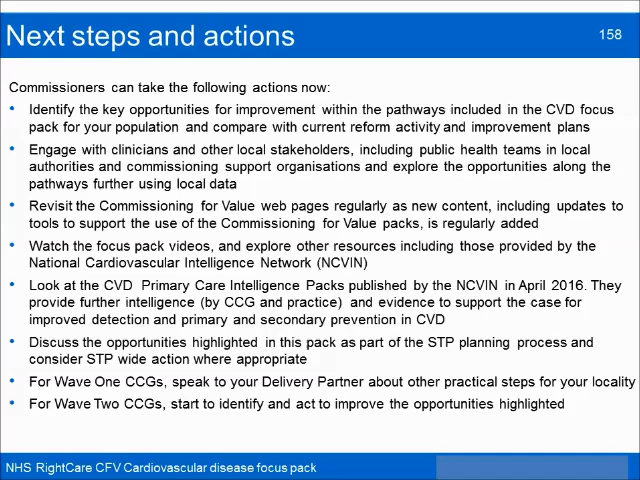 Next steps and actions
158
Commissioners can take the following actions now:
• Identify the key opportunities for improvement within the pathways included in the CVD focus
pack for your population and compare with current reform activity and improvement plans
• Engage with clinicians and other local stakeholders, including public health teams in local
authorities and commissioning support organisations and explore the opportunities along the
pathways further using local data
• Revisit the Commissioning for Value web pages regularly as new content, including updates to
tools to support the use of the Commissioning for Value packs, is regularly added
• Watch the focus pack videos, and explore other resources including those provided by the
National Cardiovascular Intelligence Network (NCVIN)
• Look at the CVD Primary Care Intelligence Packs published by the NCVIN in April 2016. They
provide further intelligence (by CCG and practice) and evidence to support the case for
improved detection and primary and secondary prevention in CVD
• Discuss the opportunities highlighted in this pack as part of the STP planning process and
consider STP wide action where appropriate
• For Wave One CCGs, speak to your Delivery Partner about other practical steps for your locality
• For Wave Two CCGs, start to identify and act to improve the opportunities highlighted
NHS RightCare CFV Cardiovascular disease focus pack